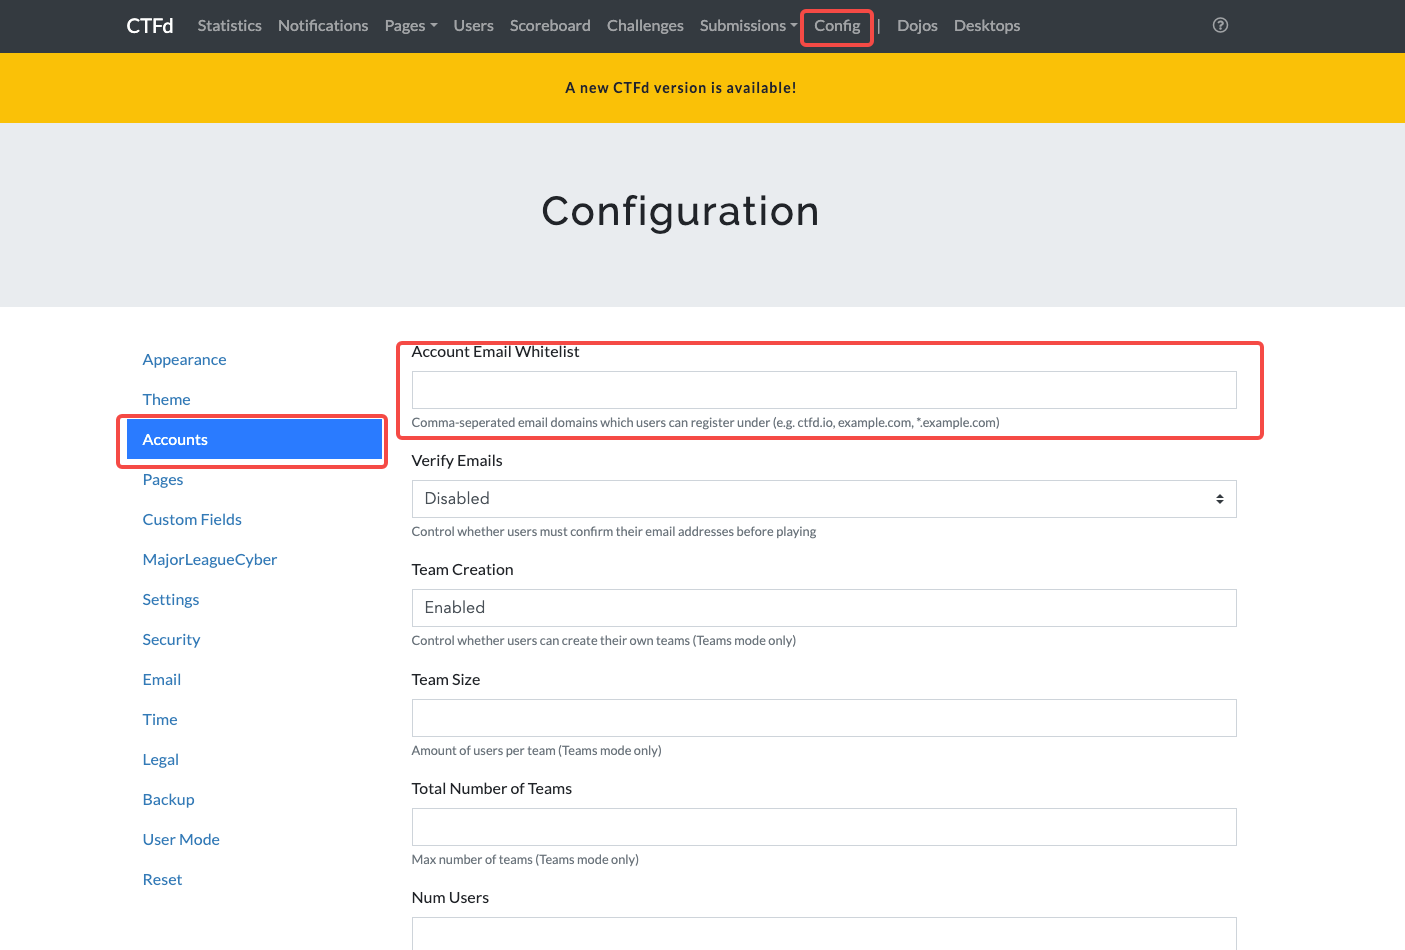 CTFd Statistics Notifications Pages Users Scoreboard Challenges Submissions Config | Dojos Desktops
A new CTFd version is available!
Configuration
Appearance
Theme
Accounts
Pages
Custom Fields
MajorLeagueCyber
Settings
Security
Email
Time
Legal
Backup
User Mode
Reset
Account Email Whitelist
Comma-seperated email domains which users can register under (e.g. ctfd.io, example.com, *.example.com)
Verify Emails
Disabled
Control whether users must confirm their email addresses before playing
Team Creation
Enabled
Control whether users can create their own teams (Teams mode only)
Team Size
Amount of users per team (Teams mode only)
Total Number of Teams
Max number of teams (Teams mode only)
Num Users